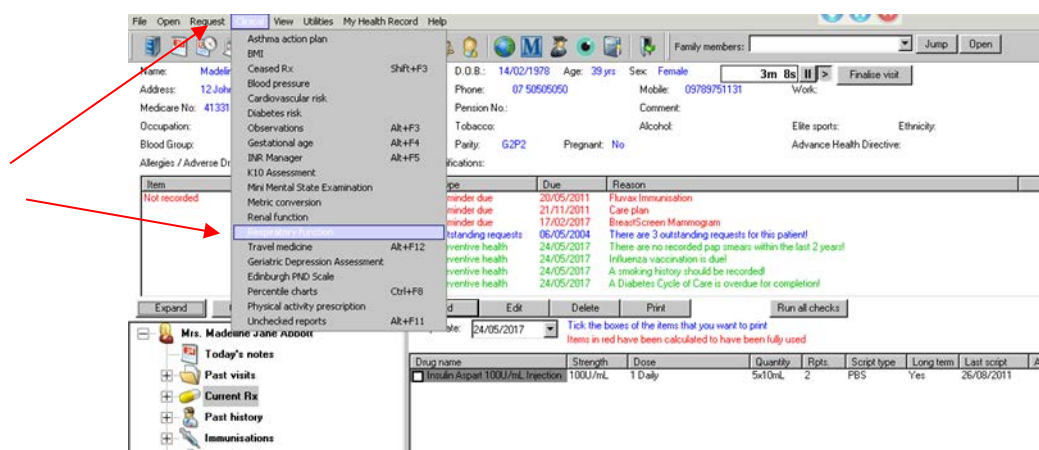 File Open Request Clinical View Utilities My Health Record Help
Family members: Jump Open
Asthma action plan
BMI
Ceased Rx Shift+F3
Blood pressure
Cardiovascular risk
Diabetes risk
Observations Alt+F3
Gestational age Alt+F4
INR Manager Alt+F5
K10 Assessment
Mini Mental State Examination
Metric conversion
Renal function
Respiratory function
Travel medicine Alt+F12
Geriatric Depression Assessment
Edinburgh PND Scale
Percentile charts Ctrl+F8
Physical activity prescription
Unchecked reports Alt+F11
Name: D.O.B.: 14/02/1978 Age: 39 yrs Sex: Female 3m 8s II > Finalise visit
Address: 12 John Phone: 07 50505050 Mobile: 09789751131 Work:
Medicare No: 41331 Pension No.: Comment:
Occupation: Tobacco: Alcohol: Elite sports: Ethnicity:
Blood Group: Parity: G2P2 Pregnant: No Advance Health Directive:
Allergies / Adverse Dr
Item Due Reason
Not recorded minder due 20/05/2011 Fluvax Immunisation
minder due 21/11/2011 Care plan
minder due 17/02/2017 BreastScreen Mammogram
tstanding requests 06/05/2004 There are 3 outstanding requests for this patient!
eventive health 24/05/2017 There are no recorded pap smears within the last 2 years!
eventive health 24/05/2017 Influenza vaccination is due!
eventive health 24/05/2017 A smoking history should be recorded!
eventive health 24/05/2017 A Diabetes Cycle of Care is overdue for completion!
Expand Edit Delete Print Run all checks
Mrs. Madeline Jane Abbott
Today's notes
Past visits
Current Rx
Past history
Immunisations
24/05/2017 Tick the boxes of the items that you want to print
Items in red have been calculated to have been fully used
Drug name Strength Dose Quantity Rpts Script type Long term Last script
Insulin Aspart 100U/mL Injection 100U/mL 1 Daily 5x10mL 2 PBS Yes 26/08/2011